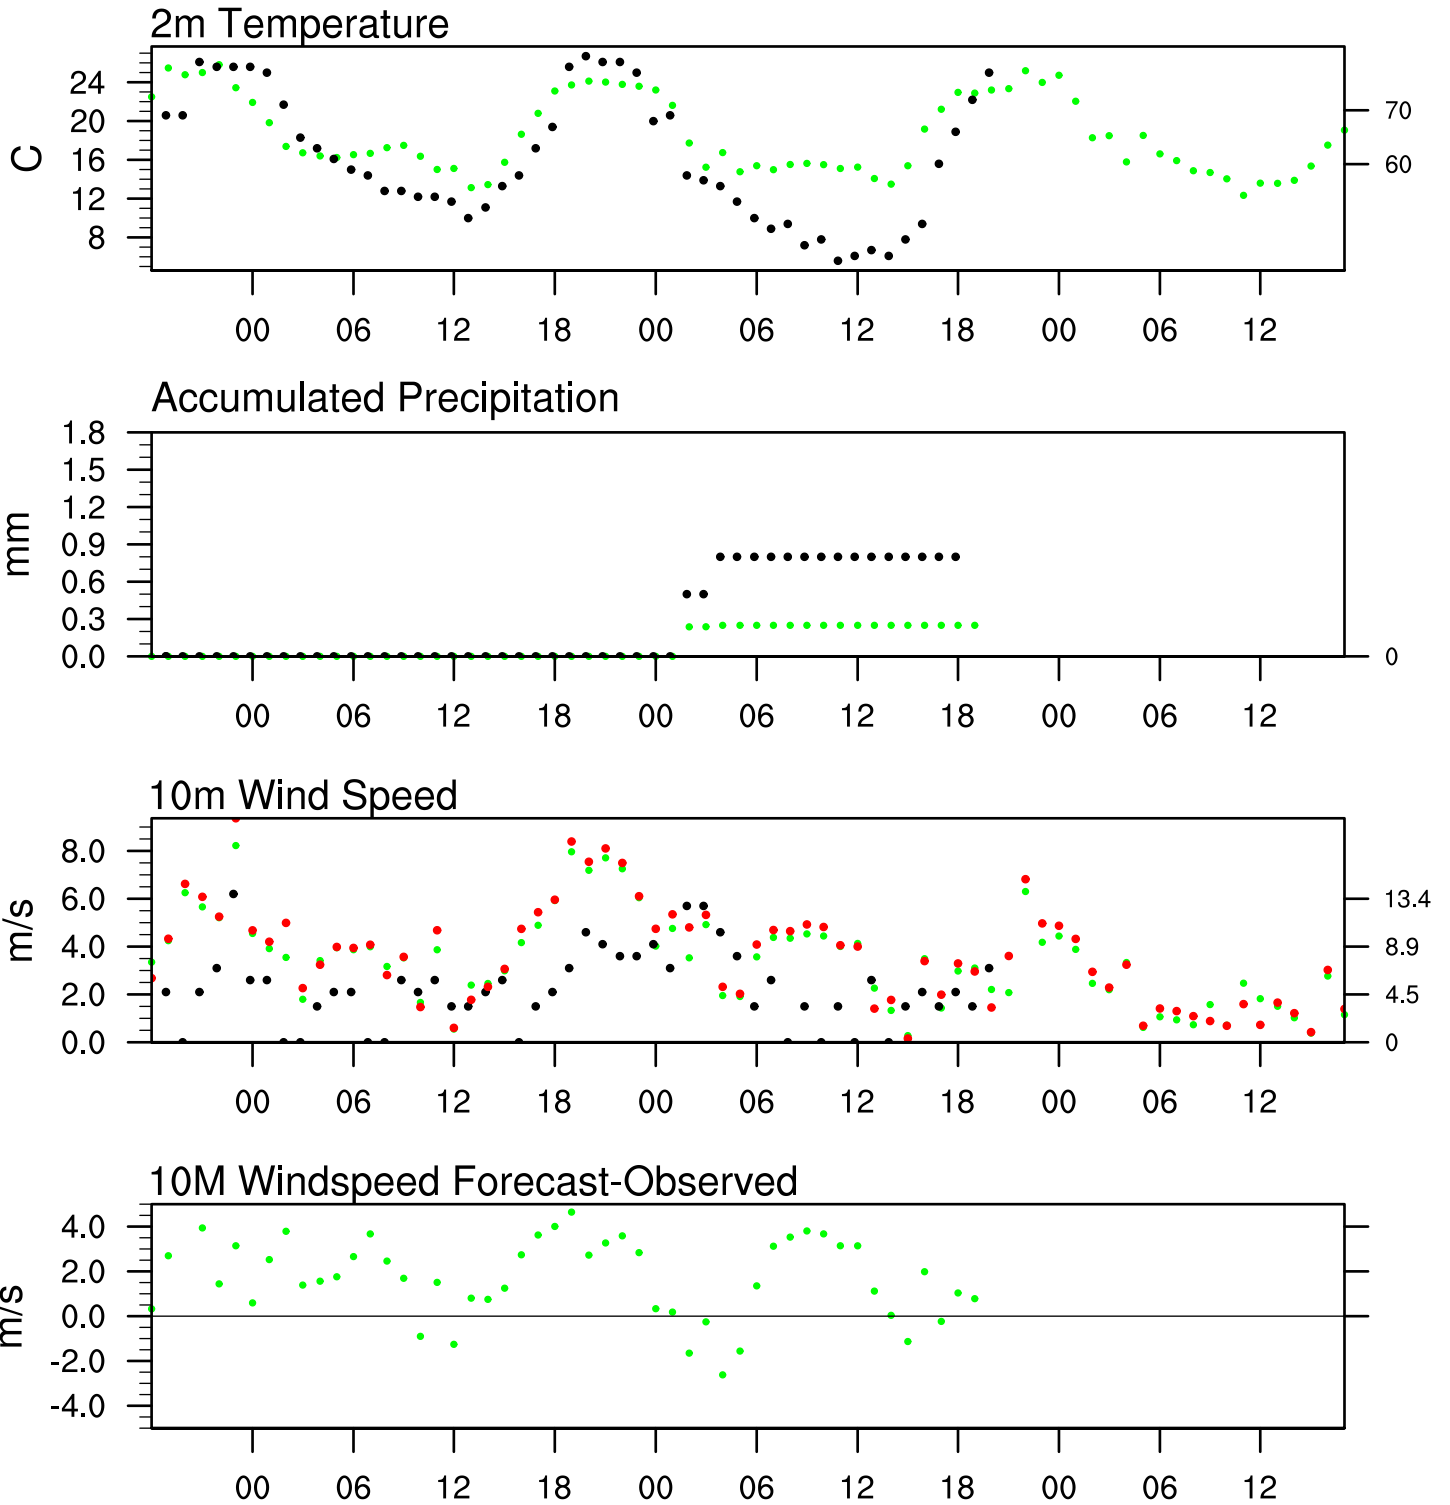 2m Temperature
24
20
16
12
8
C
70
60
00 06 12 18 00 06 12 18 00 06 12
Accumulated Precipitation
1.8
1.5
1.2
0.9
0.6
0.3
0.0
mm
0
00 06 12 18 00 06 12 18 00 06 12
10m Wind Speed
8.0
6.0
4.0
2.0
0.0
m/s
13.4
8.9
4.5
0
00 06 12 18 00 06 12 18 00 06 12
10M Windspeed Forecast-Observed
4.0
2.0
0.0
-2.0
-4.0
m/s
00 06 12 18 00 06 12 18 00 06 12